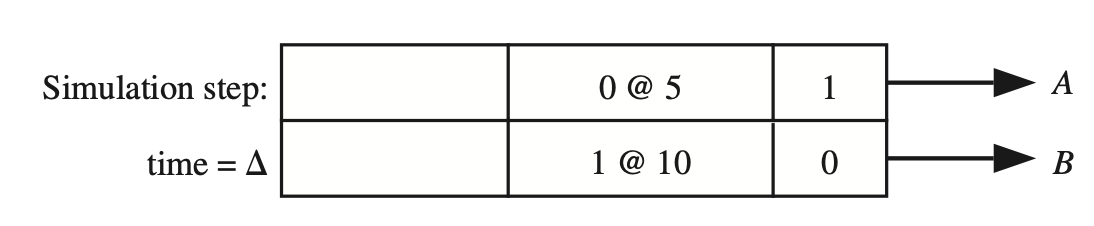 Simulation step: 0 @ 5 1 A
time = Δ 1 @ 10 0 B